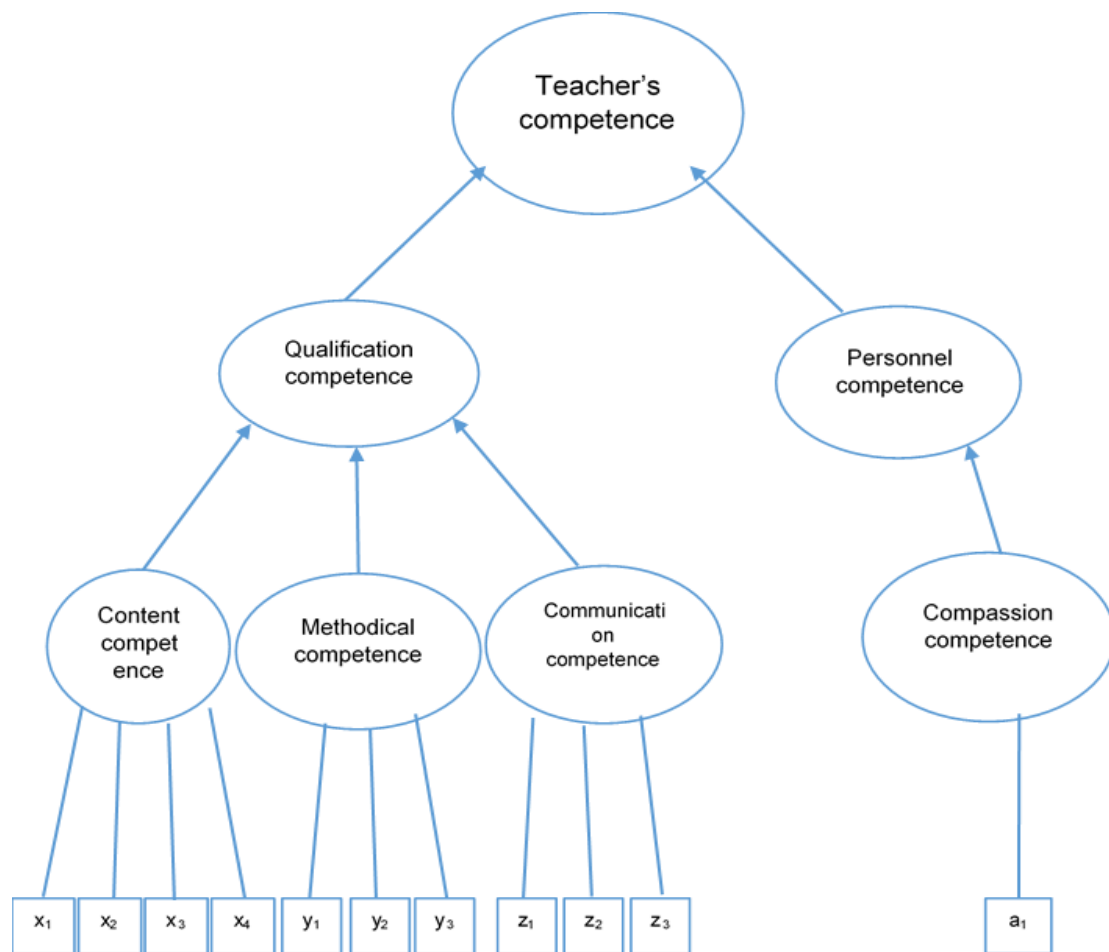 Teacher’s
competence
Qualification
competence
Personnel
competence
Content
compet
ence
Methodical
competence
Communicati
on
competence
Compassion
competence
x₁ x₂ x₃ x₄ y₁ y₂ y₃ z₁ z₂ z₃ a₁